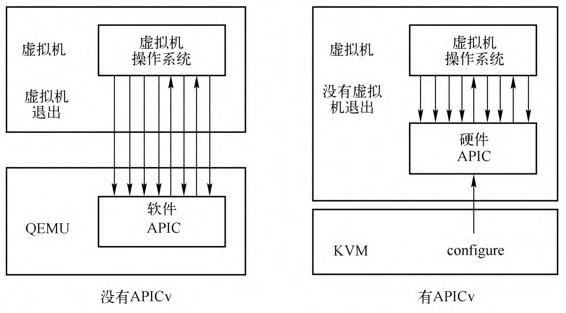 虚拟机
虚拟机
操作系统
虚拟机
退出
QEMU
软件
APIC
没有APICv
虚拟机
虚拟机
操作系统
没有虚拟
机退出
硬件
APIC
KVM
configure
有APICv